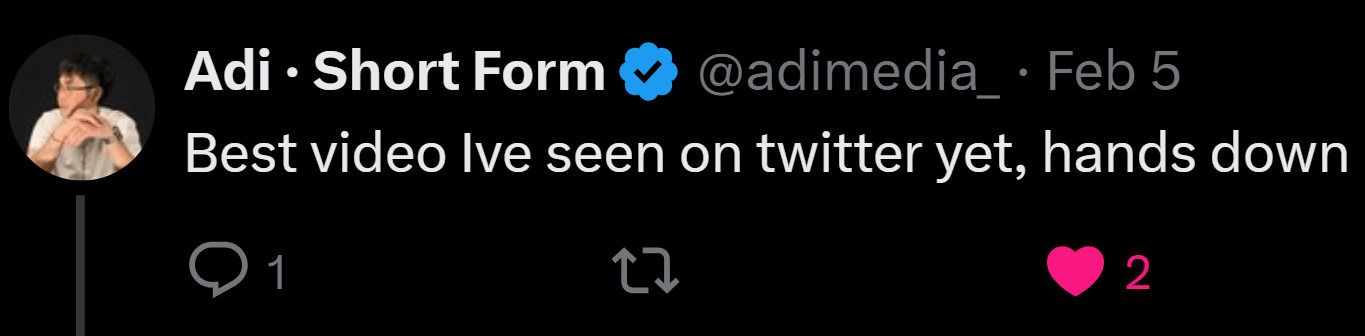 Adi · Short Form @adimedia_ · Feb 5
Best video Ive seen on twitter yet, hands down
1 2